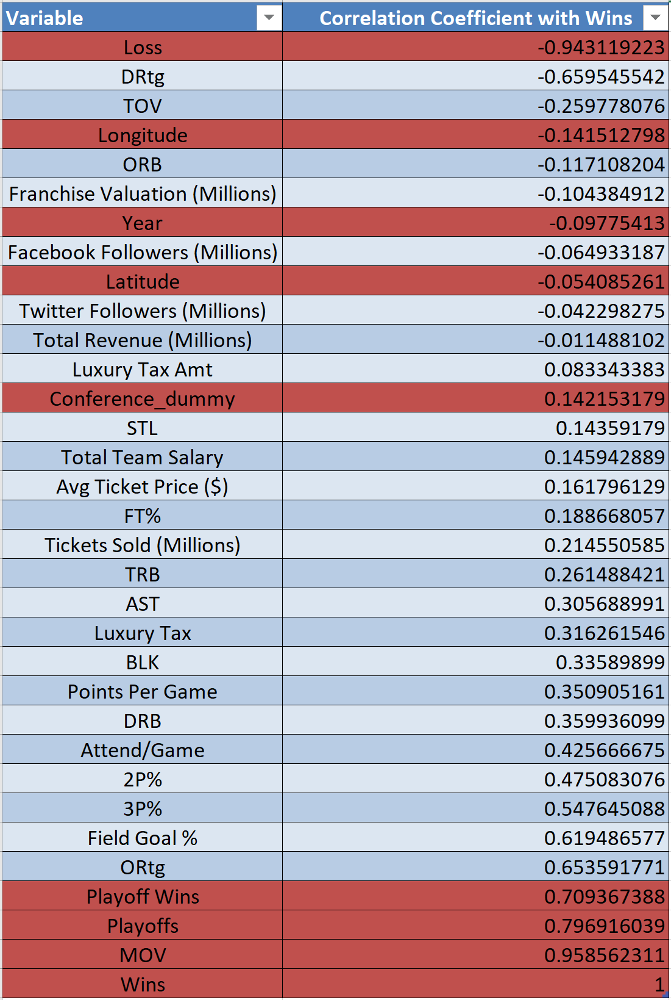 Variable Correlation Coefficient with Wins
Loss -0.943119223
DRtg -0.659545542
TOV -0.259778076
Longitude -0.141512798
ORB -0.117108204
Franchise Valuation (Millions) -0.104384912
Year -0.09775413
Facebook Followers (Millions) -0.064933187
Latitude -0.054085261
Twitter Followers (Millions) -0.042298275
Total Revenue (Millions) -0.011488102
Luxury Tax Amt 0.083343383
Conference_dummy 0.142153179
STL 0.14359179
Total Team Salary 0.145942889
Avg Ticket Price ($) 0.161796129
FT% 0.188668057
Tickets Sold (Millions) 0.214550585
TRB 0.261488421
AST 0.305688991
Luxury Tax 0.316261546
BLK 0.33589899
Points Per Game 0.350905161
DRB 0.359936099
Attend/Game 0.425666675
2P% 0.475083076
3P% 0.547645088
Field Goal % 0.619486577
ORtg 0.653591771
Playoff Wins 0.709367388
Playoffs 0.796916039
MOV 0.958562311
Wins 1